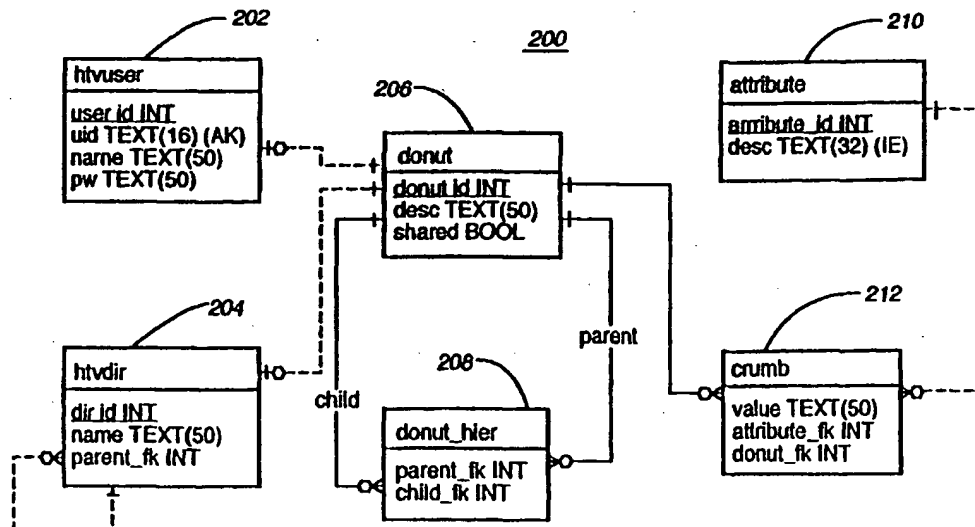 202
200
210
htvuser
user id INT
uid TEXT(16) (AK)
name TEXT(50)
pw TEXT(50)
206
donut
donut id INT
desc TEXT(50)
shared BOOL
attribute
attribute_id INT
desc TEXT(32) (IE)
204
htvdir
dir id INT
name TEXT(50)
parent_fk INT
child
208
donut_hier
parent_fk INT
child_fk INT
parent
212
crumb
value TEXT(50)
attribute_fk INT
donut_fk INT